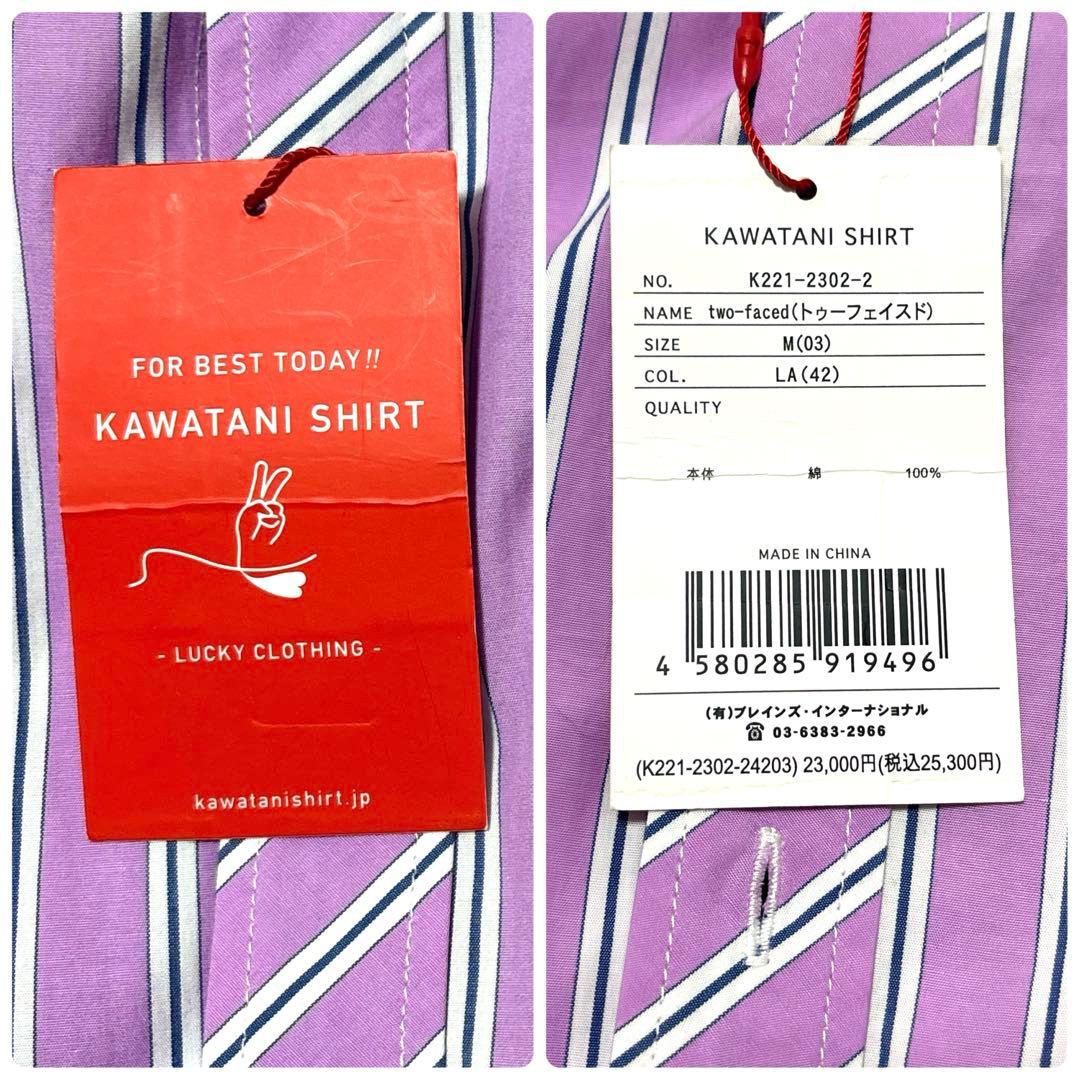 FOR BEST TODAY!!
KAWATANI SHIRT
- LUCKY CLOTHING -
kawatanishirt.jp
KAWATANI SHIRT
NO. K221-2302-2
NAME two-faced(トゥーフェイスド)
SIZE M(03)
COL. LA(42)
QUALITY
本体 綿 100%
MADE IN CHINA
4 580285 919496
(有)ブレインズ・インターナショナル
☎ 03-6383-2966
(K221-2302-24203) 23,000円(税込25,300円)